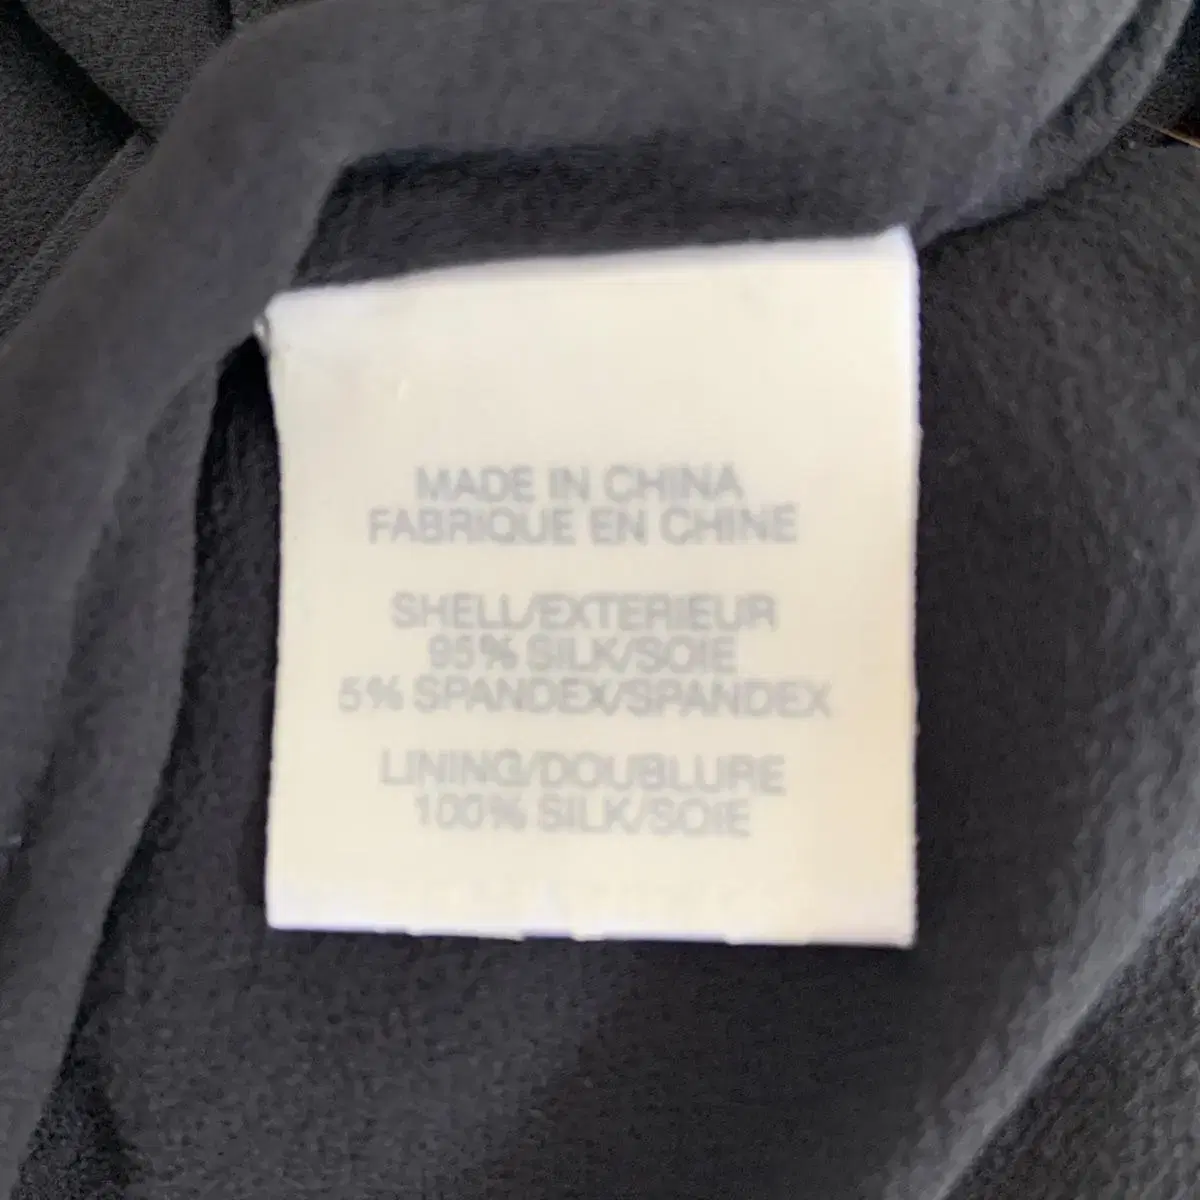 MADE IN CHINA
FABRIQUE EN CHINE
SHELL/EXTERIEUR
95% SILK/SOIE
5% SPANDEX/SPANDEX
LINING/DOUBLURE
100% SILK/SOIE